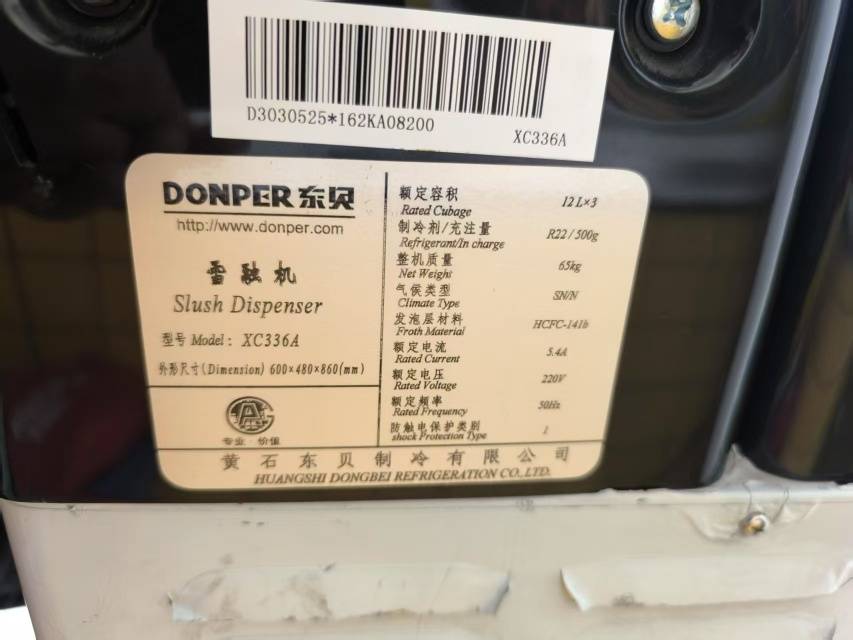 D3030525*162KA08200
XC336A
DONPER 东贝
http://www.donper.com
雪融机
Slush Dispenser
型号 Model: XC336A
外形尺寸(Dimension) 600×480×860(mm)
专业 价值
额定容积
Rated Cubage
12L×3
制冷剂/充注量
Refrigerant/In charge
R22/500g
整机质量
Net Weight
65kg
气侯类型
Climate Type
SN/N
发泡层材料
Froth Material
HCFC-141b
额定电流
Rated Current
5.4A
额定电压
Rated Voltage
220V
额定频率
Rated Frequency
50Hz
防触电保护类别
shock Protection Type
I
黄石东贝制冷有限公司
HUANGSHI DONGBEI REFRIGERATION CO.,LTD.